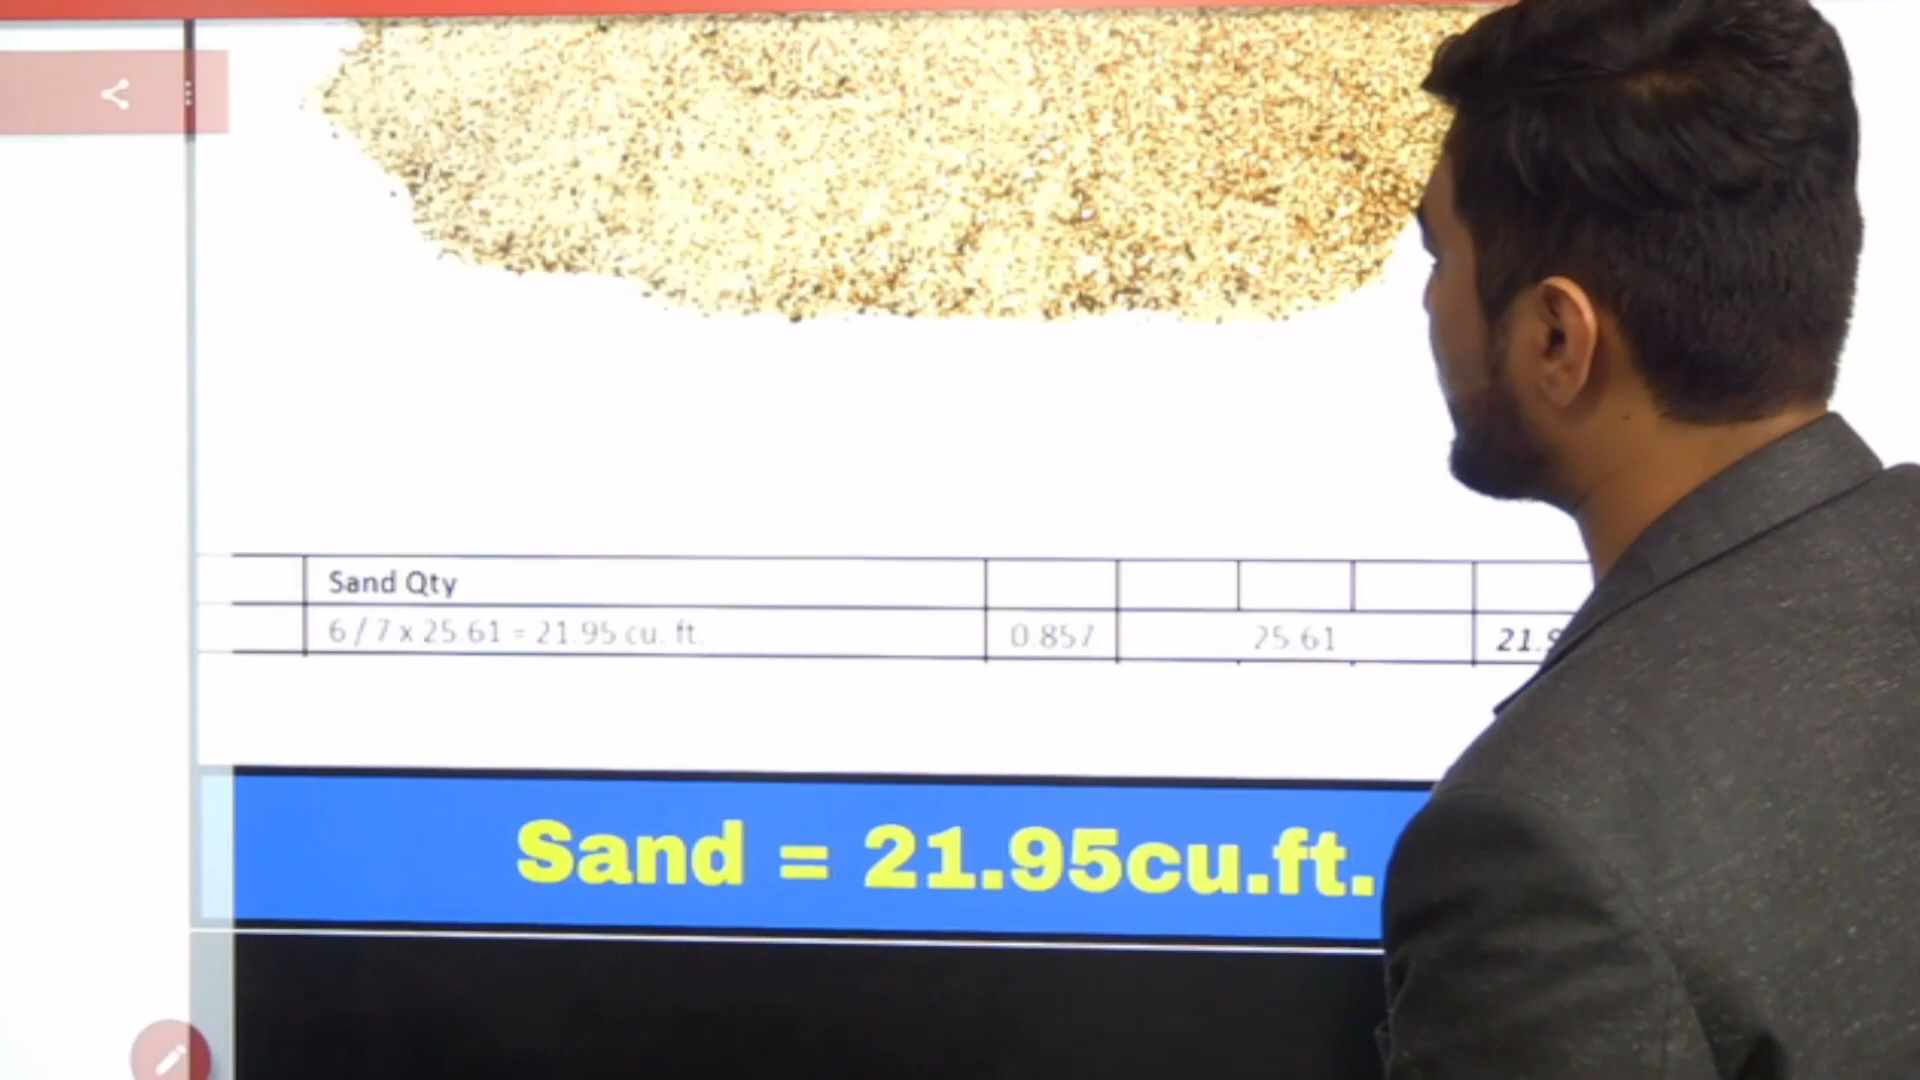 Sand Qty
6 / 7 x 25.61 = 21.95 cu. ft. 0.857 25.61
Sand = 21.95cu.ft.